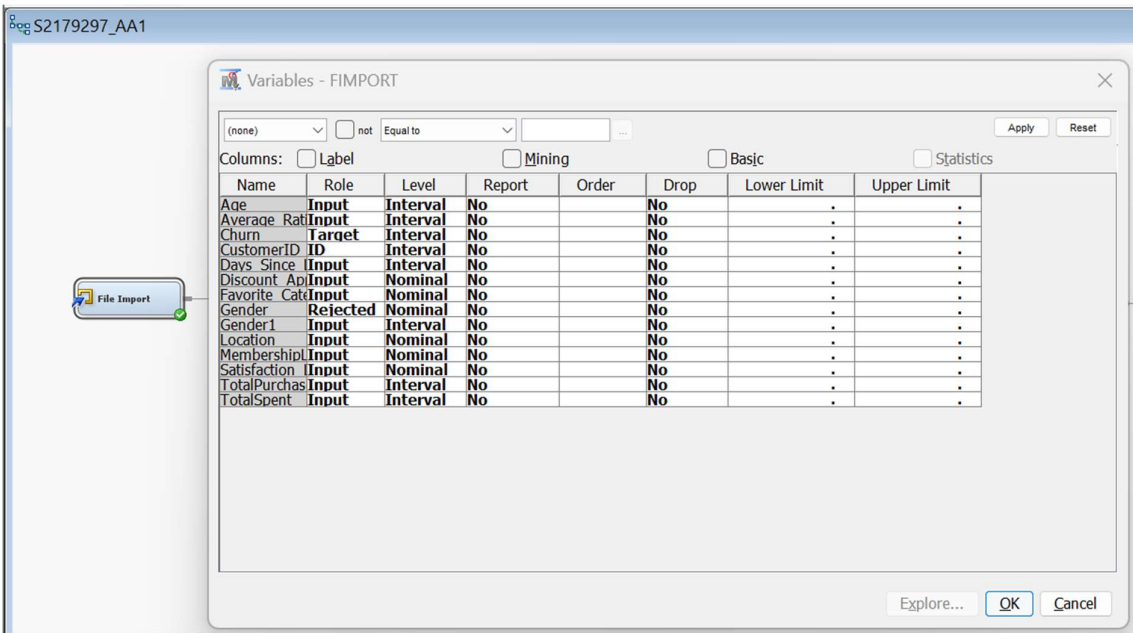 S2179297_AA1
Variables - FIMPORT
(none) not Equal to ... Apply Reset
Columns: Label Mining Basic Statistics
Name Role Level Report Order Drop Lower Limit Upper Limit
Age Input Interval No No . .
Average_Rati Input Interval No No . .
Churn Target Interval No No . .
CustomerID ID Interval No No . .
Days_Since_ Input Interval No No . .
Discount_Ap Input Nominal No No . .
Favorite_Cate Input Nominal No No . .
Gender Rejected Nominal No No . .
Gender1 Input Interval No No . .
Location Input Nominal No No . .
MembershipL Input Nominal No No . .
Satisfaction_ Input Nominal No No . .
TotalPurchas Input Interval No No . .
TotalSpent Input Interval No No . .
File Import
Explore... OK Cancel